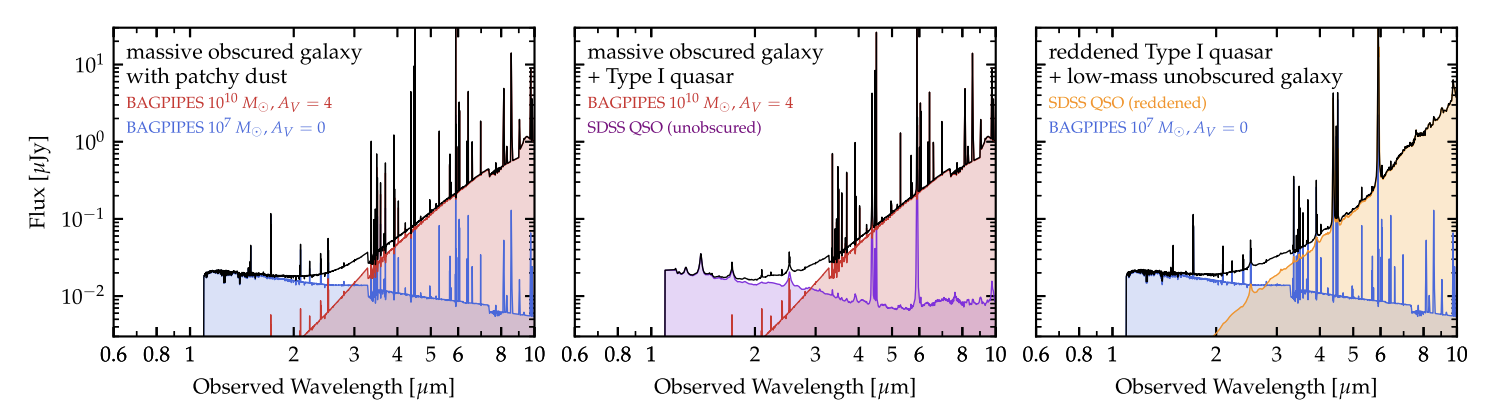 massive obscured galaxy
with patchy dust
BAGPIPES 10^10 M⊙, A_V = 4
BAGPIPES 10^7 M⊙, A_V = 0
massive obscured galaxy
+ Type I quasar
BAGPIPES 10^10 M⊙, A_V = 4
SDSS QSO (unobscured)
reddened Type I quasar
+ low-mass unobscured galaxy
SDSS QSO (reddened)
BAGPIPES 10^7 M⊙, A_V = 0
Flux [μJy]
10^1
10^0
10^−1
10^−2
0.6 0.8 1 2 3 4 5 6 8 10
0.6 0.8 1 2 3 4 5 6 8 10
0.6 0.8 1 2 3 4 5 6 8 10
Observed Wavelength [μm]
Observed Wavelength [μm]
Observed Wavelength [μm]